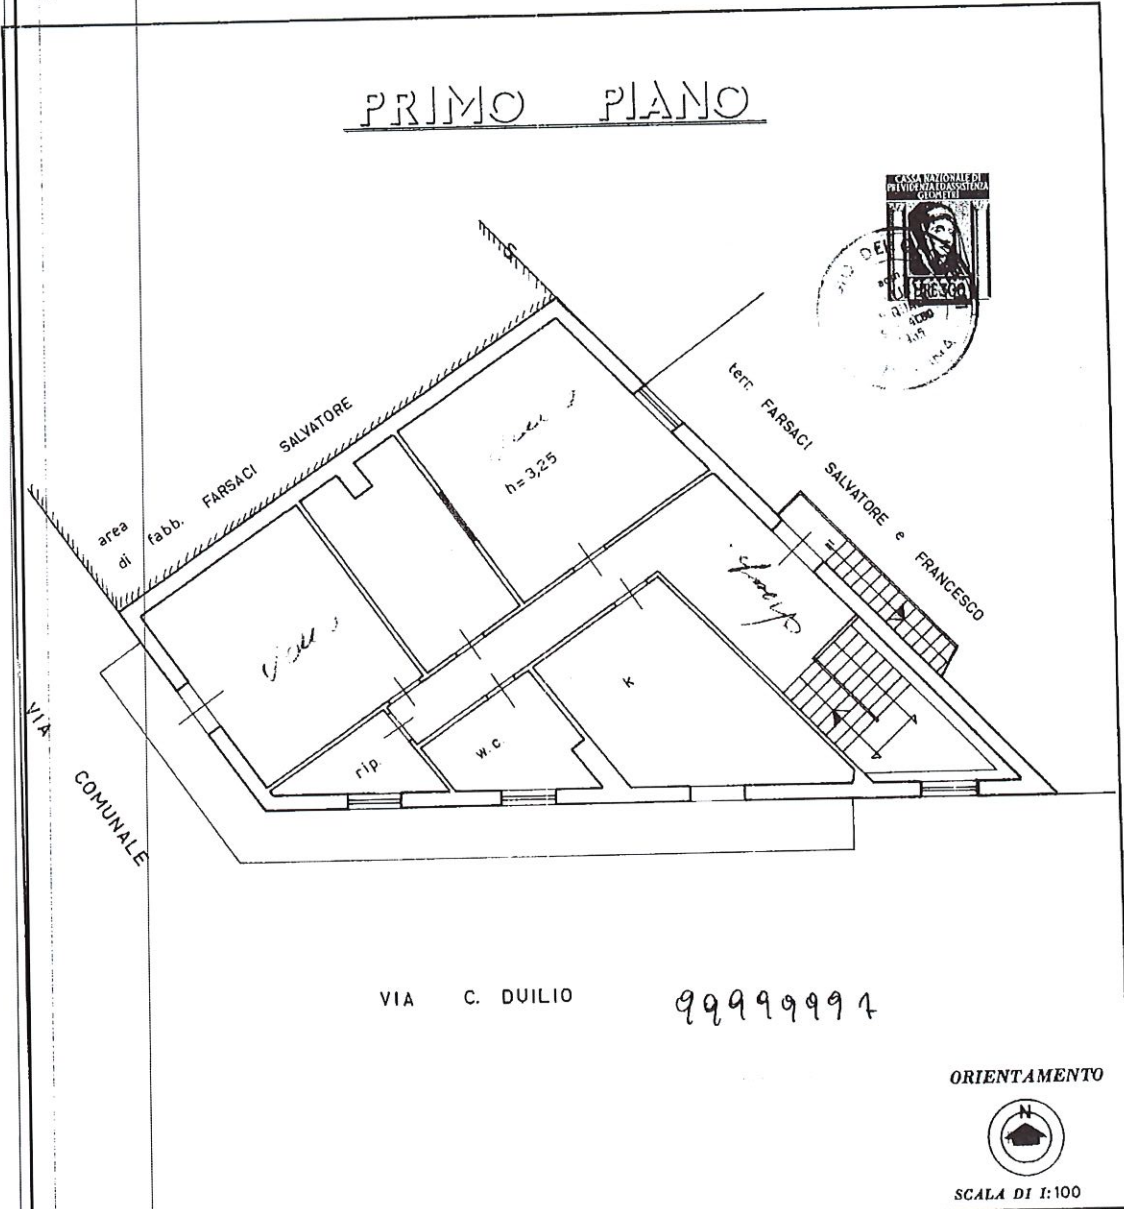 PRIMO PIANO
CASSA NAZIONALE DI
PREVIDENZA ED ASSISTENZA
GEOMETRI
terr. FARSACI SALVATORE e FRANCESCO
area
di fabb. FARSACI SALVATORE
h= 3,25
K
w.c.
rip.
VIA COMUNALE
VIA C. DUILIO
99999997
ORIENTAMENTO
N
SCALA DI 1:100